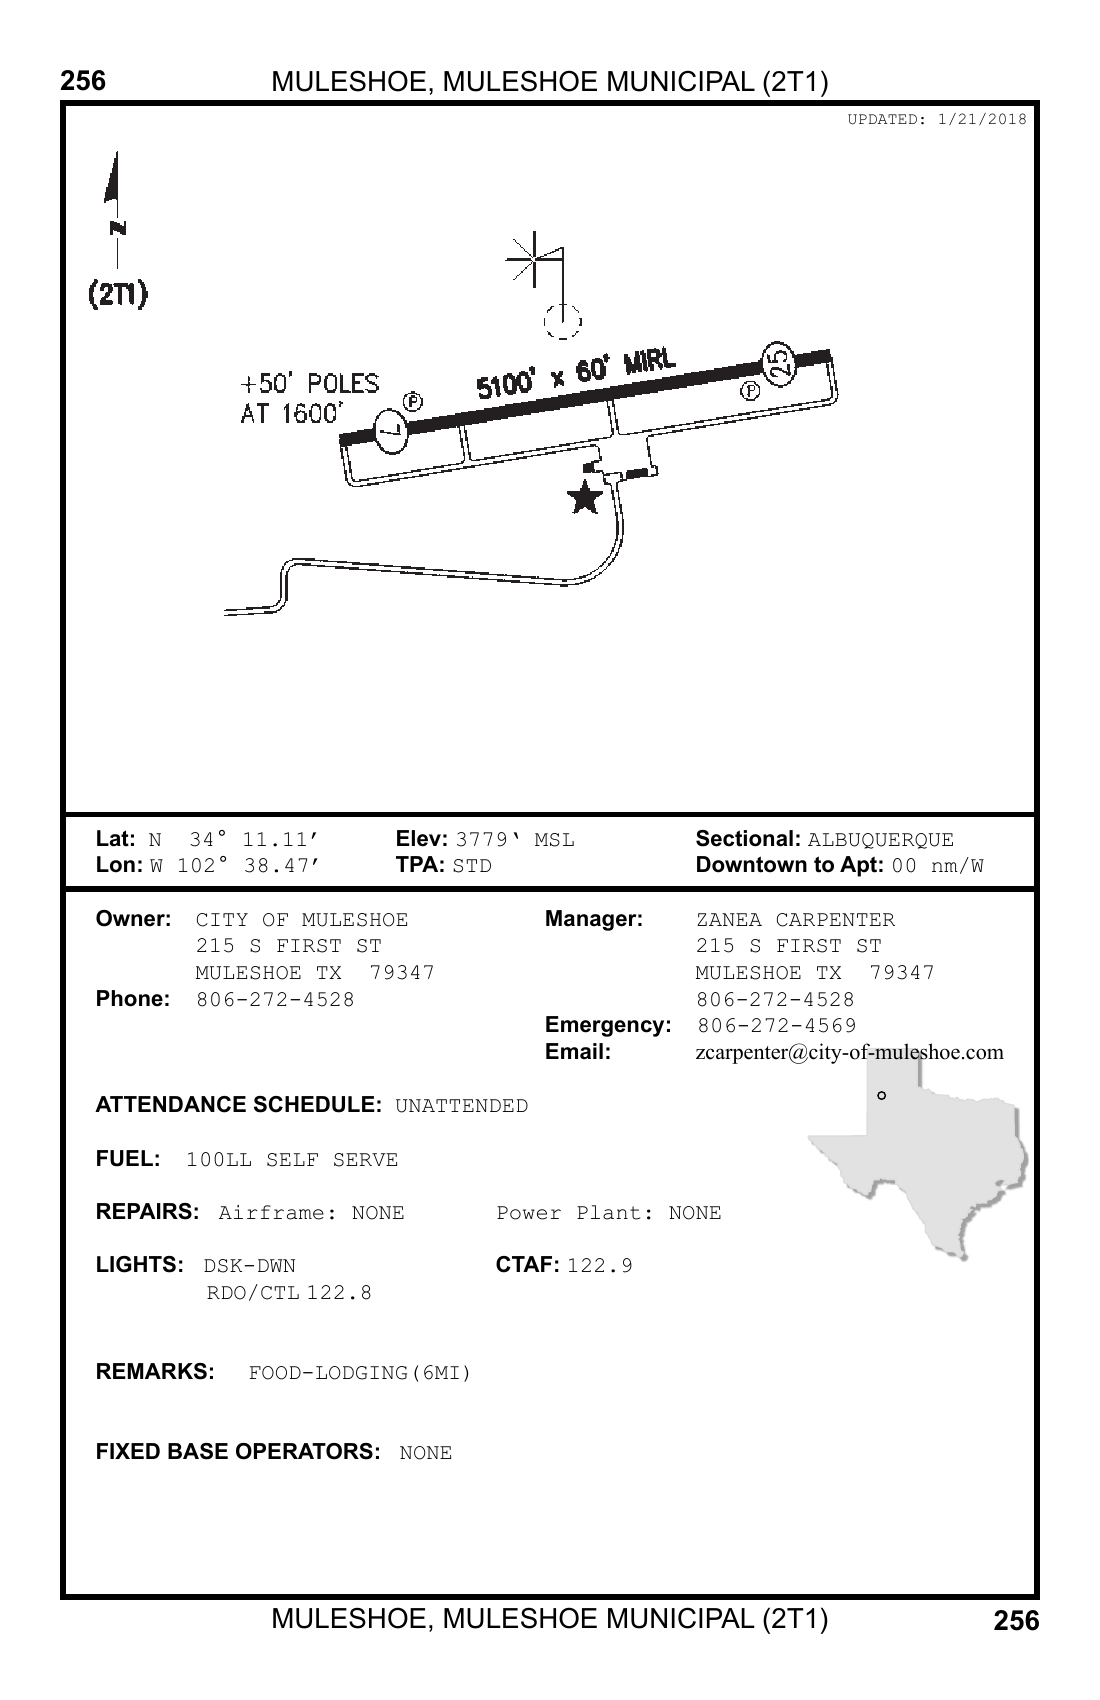 256
MULESHOE, MULESHOE MUNICIPAL (2T1)
UPDATED: 1/21/2018
N
(2T1)
+50' POLES
AT 1600'
P
5100' x 60' MIRL
P
25
7
Lat: N 34° 11.11’ Elev: 3779‘ MSL Sectional: ALBUQUERQUE
Lon: W 102° 38.47’ TPA: STD Downtown to Apt: 00 nm/W
Owner: CITY OF MULESHOE Manager: ZANEA CARPENTER
215 S FIRST ST 215 S FIRST ST
MULESHOE TX 79347 MULESHOE TX 79347
Phone: 806-272-4528 806-272-4528
Emergency: 806-272-4569
Email: zcarpenter@city-of-muleshoe.com
ATTENDANCE SCHEDULE: UNATTENDED
FUEL: 100LL SELF SERVE
REPAIRS: Airframe: NONE Power Plant: NONE
LIGHTS: DSK-DWN CTAF: 122.9
RDO/CTL 122.8
REMARKS: FOOD-LODGING(6MI)
FIXED BASE OPERATORS: NONE
MULESHOE, MULESHOE MUNICIPAL (2T1)
256